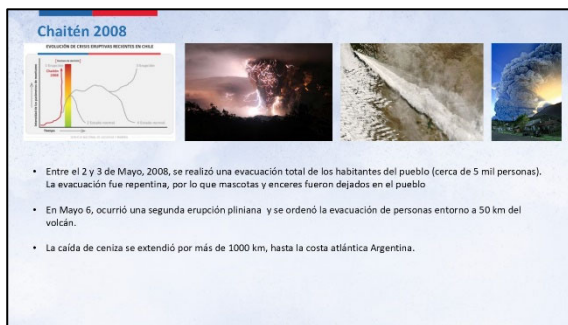 Chaitén 2008
EVOLUCIÓN DE CRISIS ERUPTIVAS RECIENTES EN CHILE
Chaitén
2008
Tiempo
Entre el 2 y 3 de Mayo, 2008, se realizó una evacuación total de los habitantes del pueblo (cerca de 5 mil personas).
La evacuación fue repentina, por lo que mascotas y enceres fueron dejados en el pueblo
En Mayo 6, ocurrió una segunda erupción pliniana y se ordenó la evacuación de personas entorno a 50 km del
volcán.
La caída de ceniza se extendió por más de 1000 km, hasta la costa atlántica Argentina.